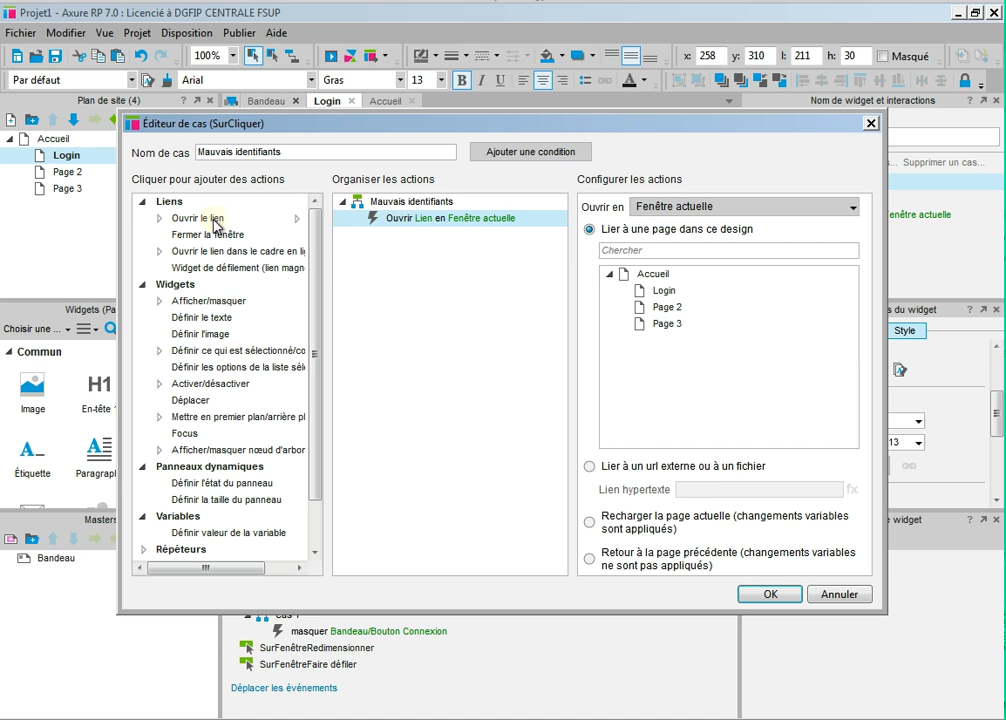 Projet1 - Axure RP 7.0 : Licencié à DGFIP CENTRALE FSUP
Fichier Modifier Vue Projet Disposition Publier Aide
100% x: 258 y: 310 l: 211 h: 30 Masqué
Par défaut Arial Gras 13 B I U A
Plan de site (4) Bandeau Login Accueil Nom de widget et interactions
Accueil
Login
Page 2
Page 3
Éditeur de cas (SurCliquer)
Nom de cas Mauvais identifiants Ajouter une condition
Cliquer pour ajouter des actions Organiser les actions Configurer les actions
Liens
Ouvrir le lien
Fermer la fenêtre
Ouvrir le lien dans le cadre en li
Widget de défilement (lien magn
Widgets
Afficher/masquer
Définir le texte
Définir l'image
Définir ce qui est sélectionné/co
Définir les options de la liste sél
Activer/désactiver
Déplacer
Mettre en premier plan/arrière pl
Focus
Afficher/masquer nœud d'arbor
Panneaux dynamiques
Définir l'état du panneau
Définir la taille du panneau
Variables
Définir valeur de la variable
Répéteurs
Mauvais identifiants
Ouvrir Lien en Fenêtre actuelle
Ouvrir en Fenêtre actuelle
Lier à une page dans ce design
Chercher
Accueil
Login
Page 2
Page 3
Lier à un url externe ou à un fichier
Lien hypertexte fx
Recharger la page actuelle (changements variables
sont appliqués)
Retour à la page précédente (changements variables
ne sont pas appliqués)
OK Annuler
... Supprimer un cas...
enêtre actuelle
du widget
Style
13
e widget
Widgets (Pa
Choisir une ...
Commun
Image
H1
En-tête
Étiquette
Paragrap
Masters
Bandeau
masquer Bandeau/Bouton Connexion
SurFenêtreRedimensionner
SurFenêtreFaire défiler
Déplacer les événements